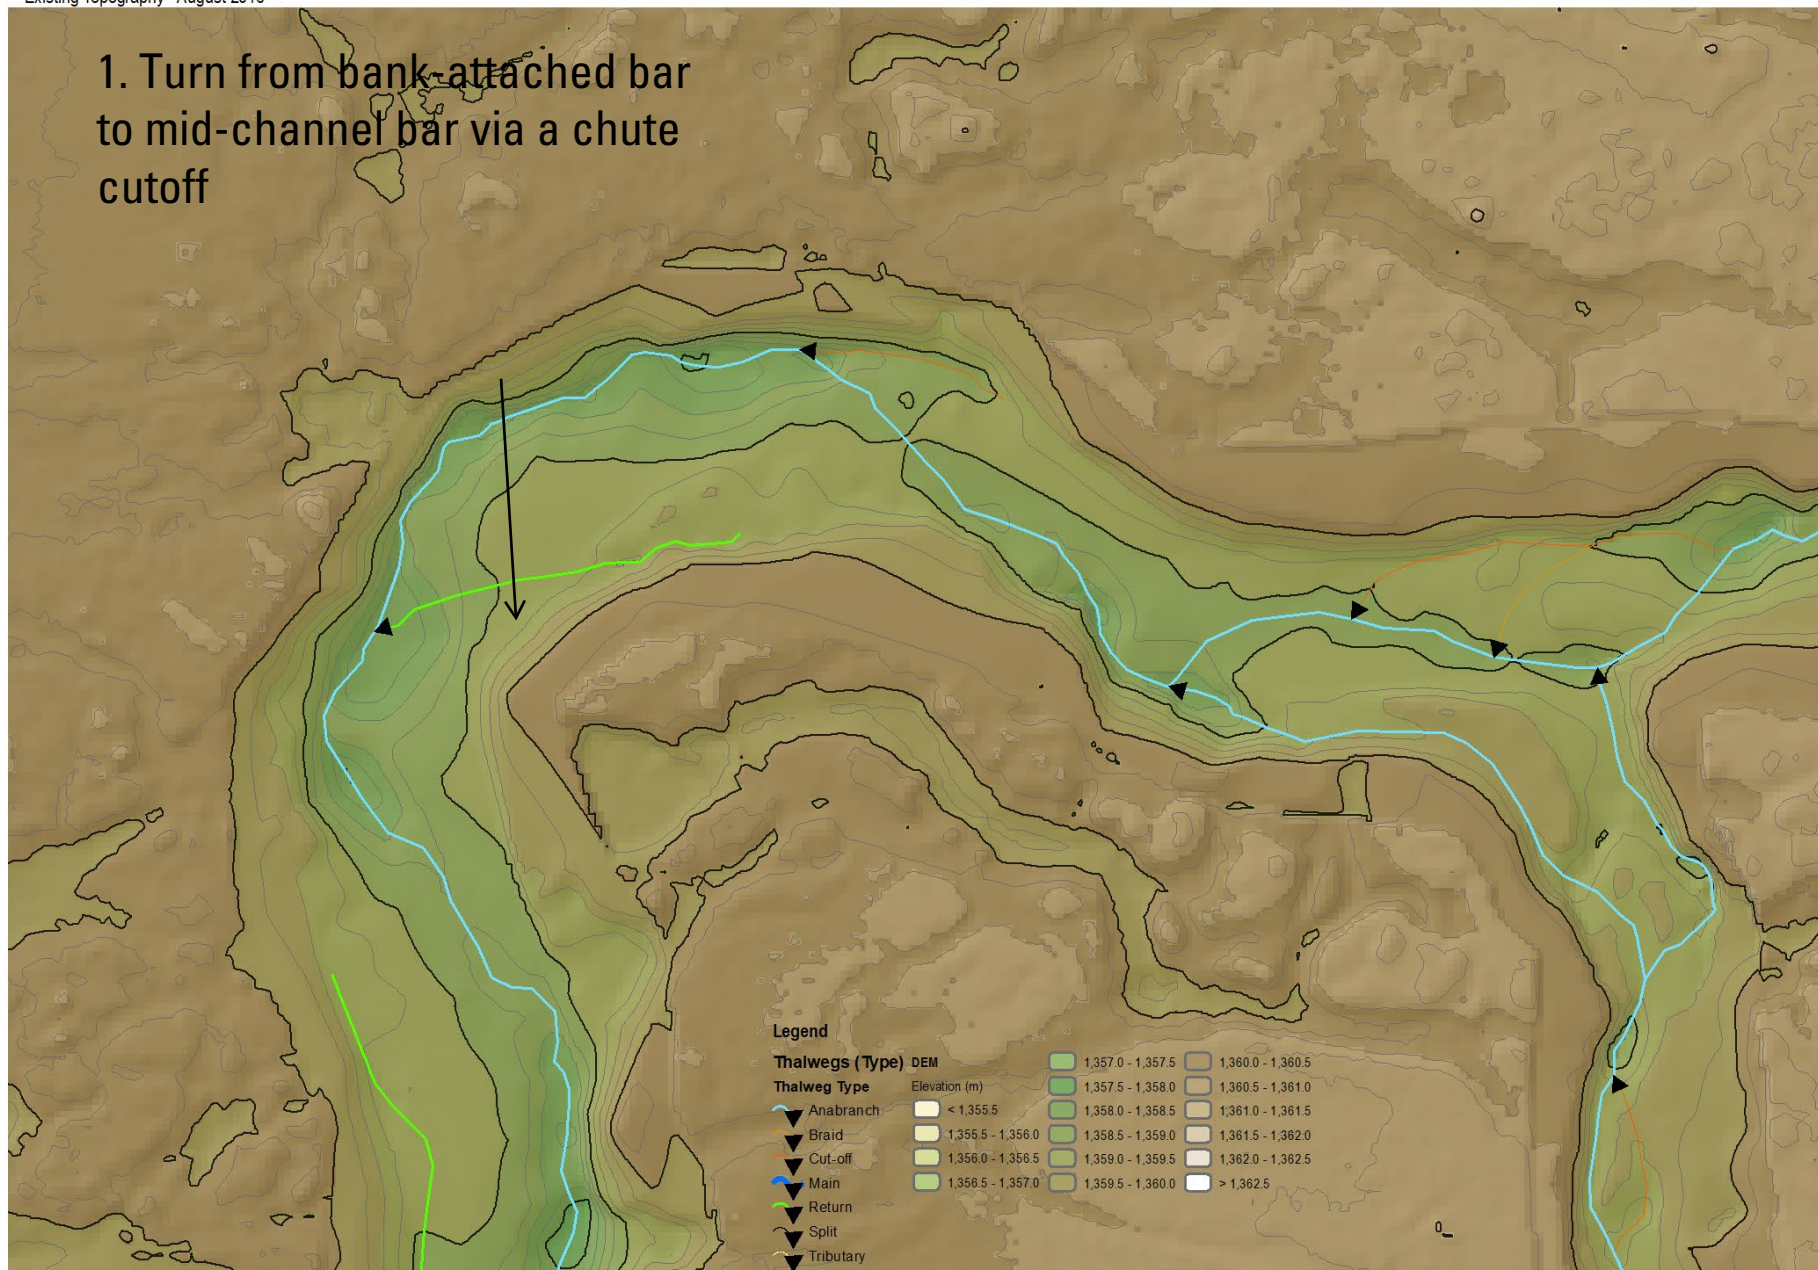 Existing Topography - August 2016
1. Turn from bank-attached bar
to mid-channel bar via a chute
cutoff
Legend
Thalwegs (Type)
Thalweg Type
Anabranch
Braid
Cut-off
Main
Return
Split
Tributary
DEM
Elevation (m)
< 1,355.5
1,355.5 - 1,356.0
1,356.0 - 1,356.5
1,356.5 - 1,357.0
1,357.0 - 1,357.5
1,357.5 - 1,358.0
1,358.0 - 1,358.5
1,358.5 - 1,359.0
1,359.0 - 1,359.5
1,359.5 - 1,360.0
1,360.0 - 1,360.5
1,360.5 - 1,361.0
1,361.0 - 1,361.5
1,361.5 - 1,362.0
1,362.0 - 1,362.5
> 1,362.5